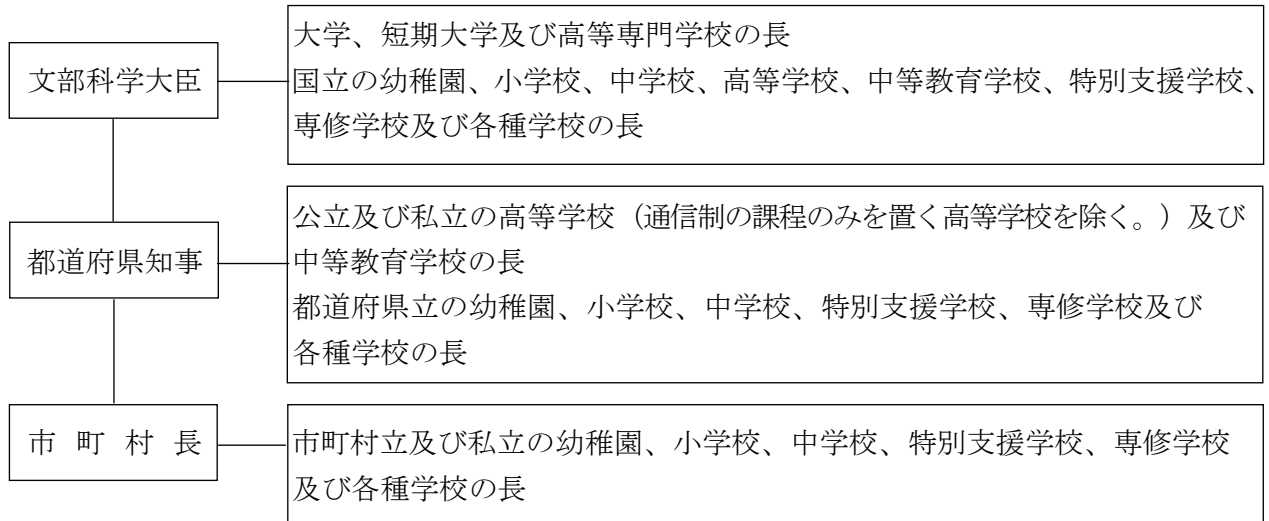 文部科学大臣
大学、短期大学及び高等専門学校の長
国立の幼稚園、小学校、中学校、高等学校、中等教育学校、特別支援学校、
専修学校及び各種学校の長
都道府県知事
公立及び私立の高等学校（通信制の課程のみを置く高等学校を除く。）及び
中等教育学校の長
都道府県立の幼稚園、小学校、中学校、特別支援学校、専修学校及び
各種学校の長
市町村長
市町村立及び私立の幼稚園、小学校、中学校、特別支援学校、専修学校
及び各種学校の長